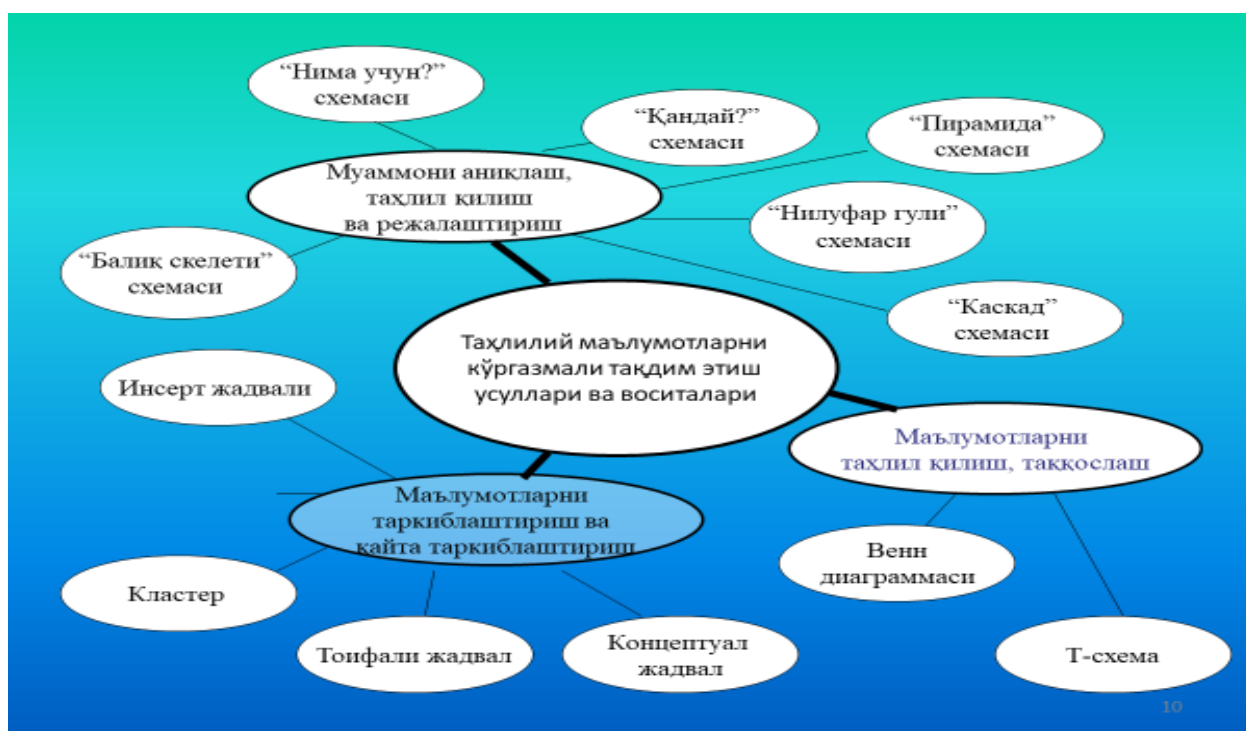 “Нима учун?”
схемаси
“Қандай?”
схемаси
“Пирамида”
схемаси
Муаммони аниқлаш,
таҳлил қилиш
ва режалаштириш
“Нилуфар гули”
схемаси
“Балиқ скелети”
схемаси
“Каскад”
схемаси
Таҳлилий маълумотларни
кўргазмали тақдим этиш
усуллари ва воситалари
Инсерт жадвали
Маълумотларни
таҳлил қилиш, таққослаш
Маълумотларни
таркиблаштириш ва
қайта таркиблаштириш
Венн
диаграммаси
Кластер
Тоифали жадвал
Концептуал
жадвал
Т-схема
10